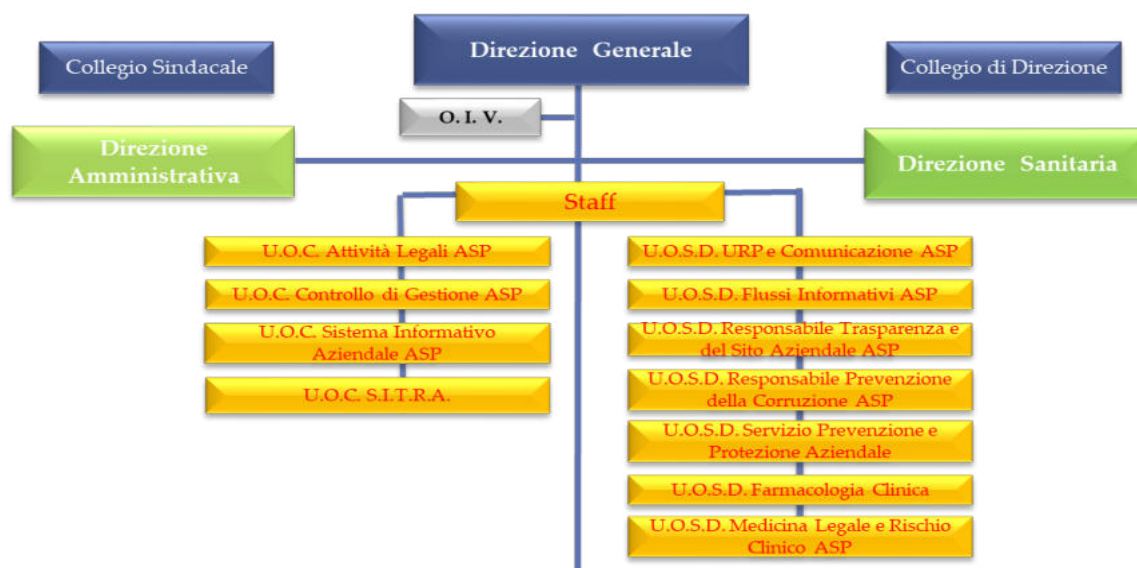 Direzione Generale
Collegio Sindacale
Collegio di Direzione
O. I. V.
Direzione
Amministrativa
Direzione Sanitaria
Staff
U.O.C. Attività Legali ASP
U.O.C. Controllo di Gestione ASP
U.O.C. Sistema Informativo
Aziendale ASP
U.O.C. S.I.T.R.A.
U.O.S.D. URP e Comunicazione ASP
U.O.S.D. Flussi Informativi ASP
U.O.S.D. Responsabile Trasparenza e
del Sito Aziendale ASP
U.O.S.D. Responsabile Prevenzione
della Corruzione ASP
U.O.S.D. Servizio Prevenzione e
Protezione Aziendale
U.O.S.D. Farmacologia Clinica
U.O.S.D. Medicina Legale e Rischio
Clinico ASP